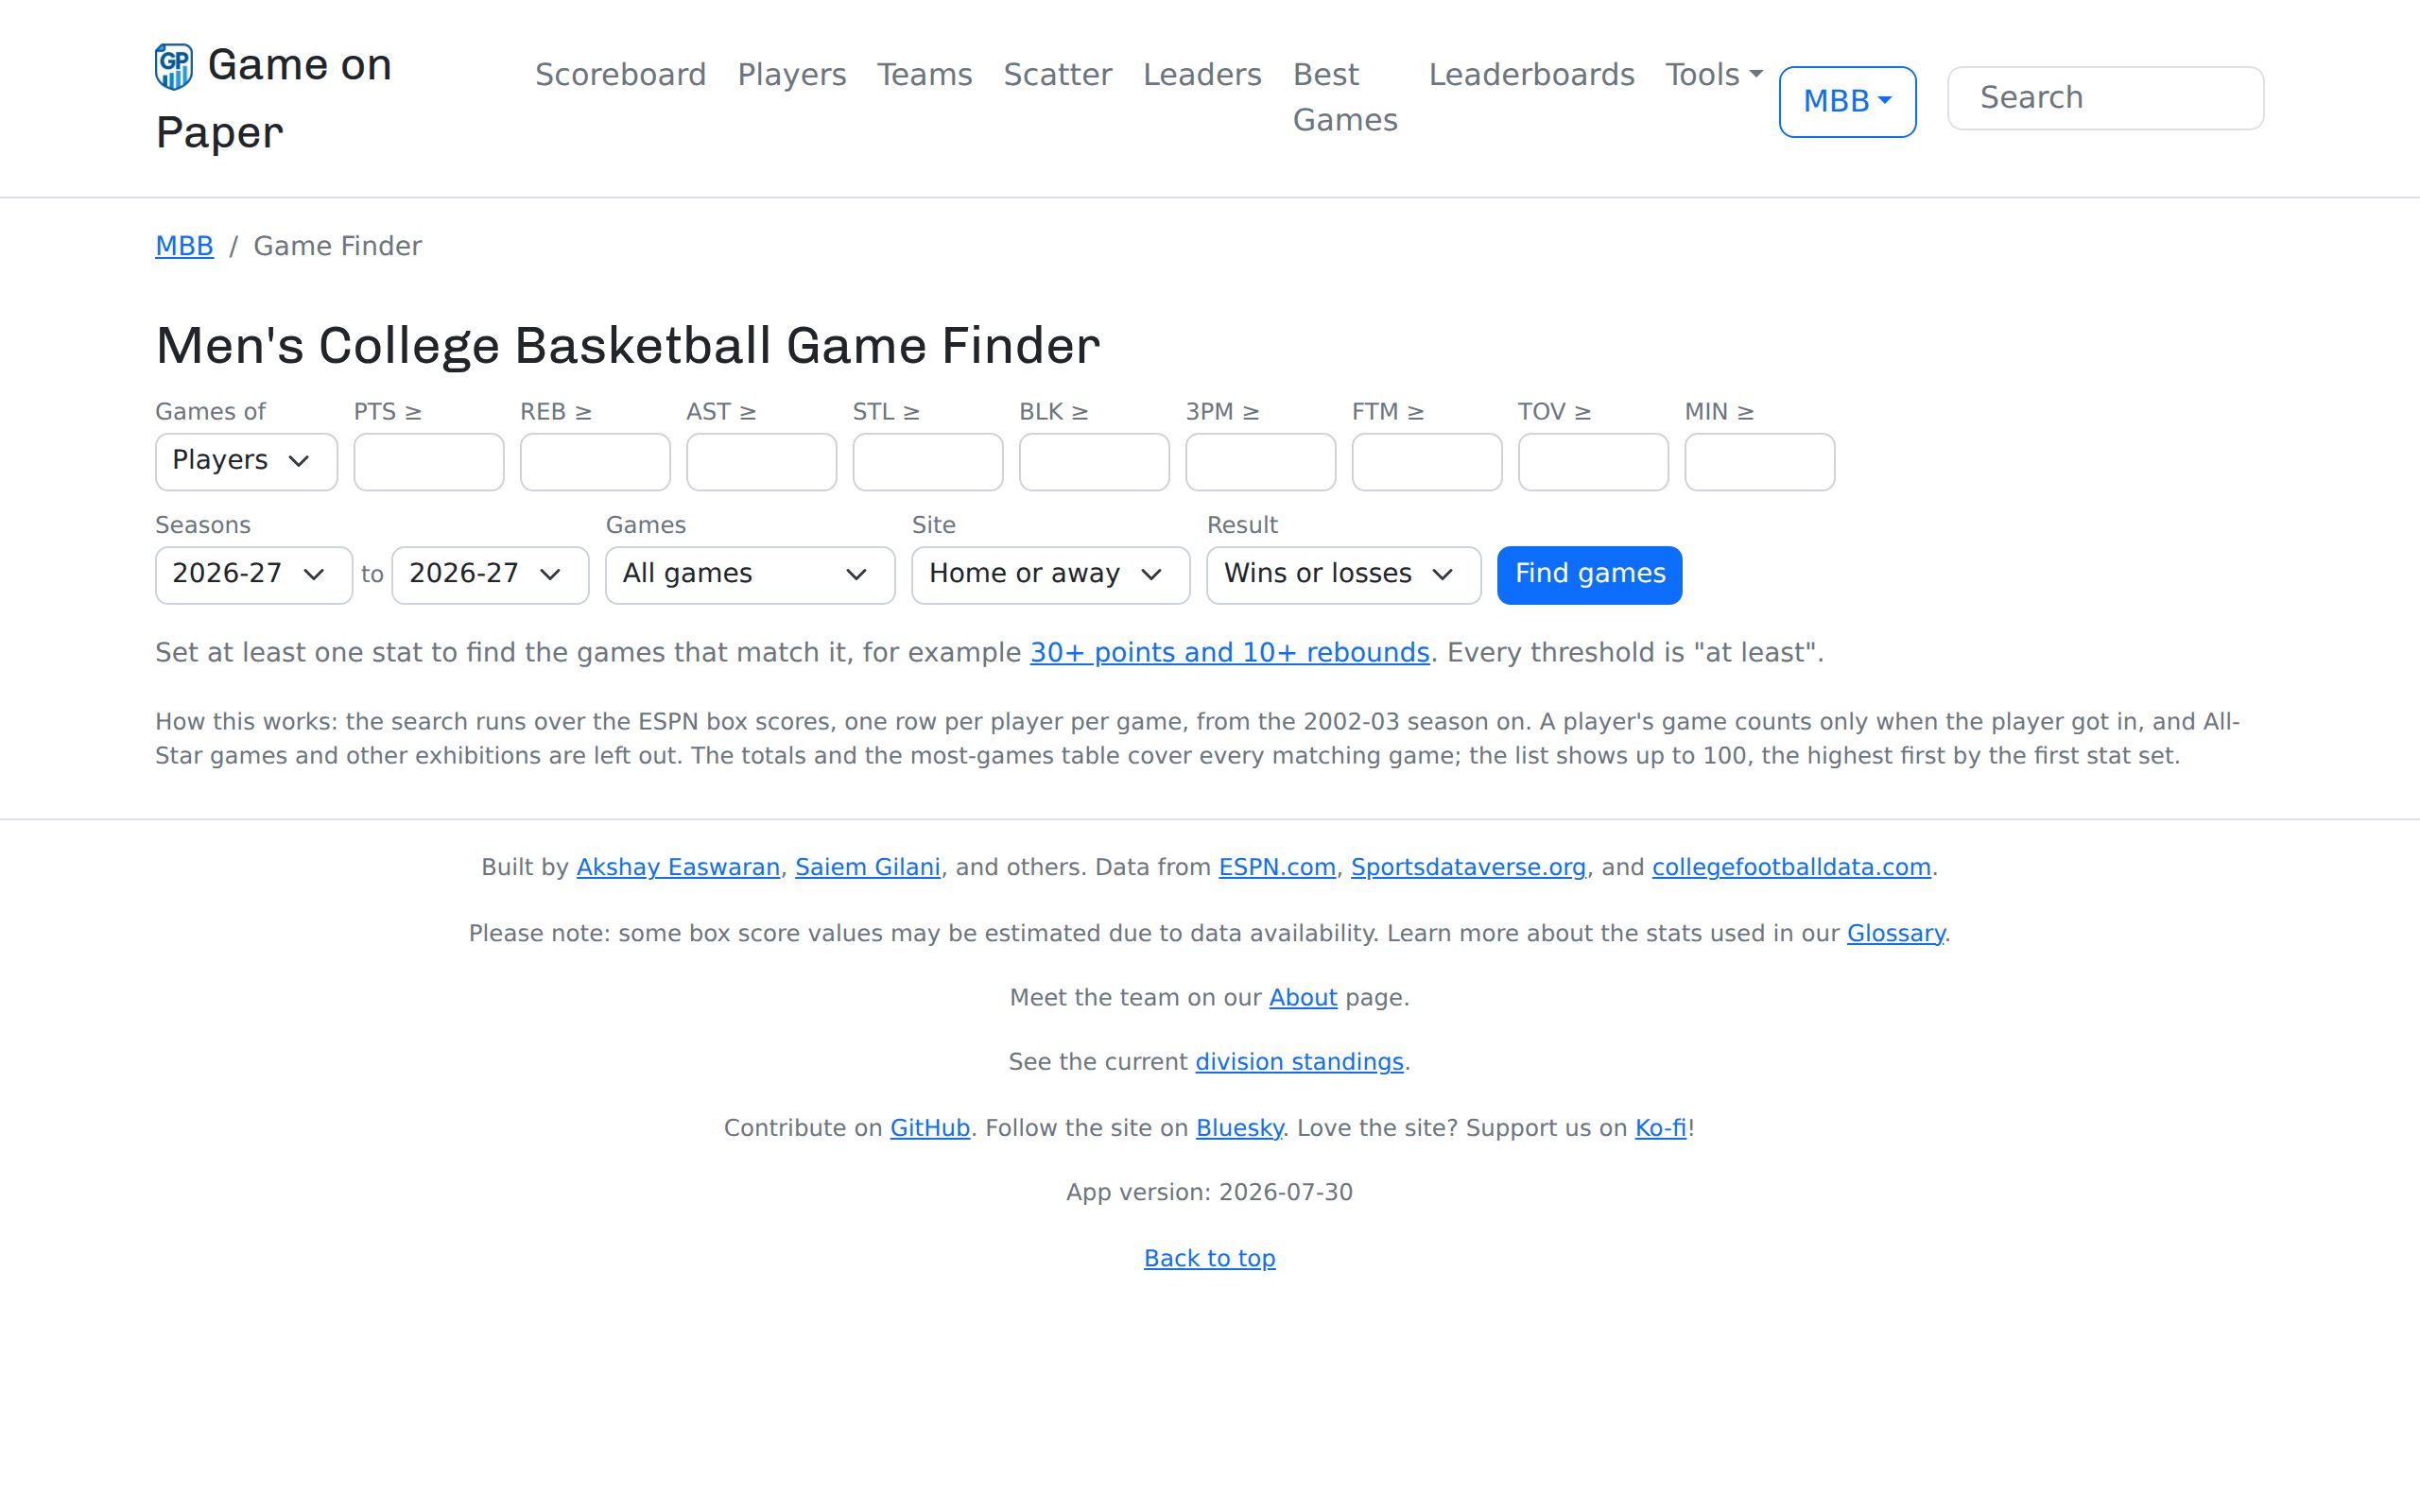 GP Game on Paper
Scoreboard Players Teams Scatter Leaders Best Games Leaderboards Tools MBB Search
MBB / Game Finder
Men's College Basketball Game Finder
Games of PTS ≥ REB ≥ AST ≥ STL ≥ BLK ≥ 3PM ≥ FTM ≥ TOV ≥ MIN ≥
Players
Seasons Games Site Result
2026-27 to 2026-27 All games Home or away Wins or losses Find games
Set at least one stat to find the games that match it, for example 30+ points and 10+ rebounds. Every threshold is "at least".
How this works: the search runs over the ESPN box scores, one row per player per game, from the 2002-03 season on. A player's game counts only when the player got in, and All-
Star games and other exhibitions are left out. The totals and the most-games table cover every matching game; the list shows up to 100, the highest first by the first stat set.
Built by Akshay Easwaran, Saiem Gilani, and others. Data from ESPN.com, Sportsdataverse.org, and collegefootballdata.com.
Please note: some box score values may be estimated due to data availability. Learn more about the stats used in our Glossary.
Meet the team on our About page.
See the current division standings.
Contribute on GitHub. Follow the site on Bluesky. Love the site? Support us on Ko-fi!
App version: 2026-07-30
Back to top